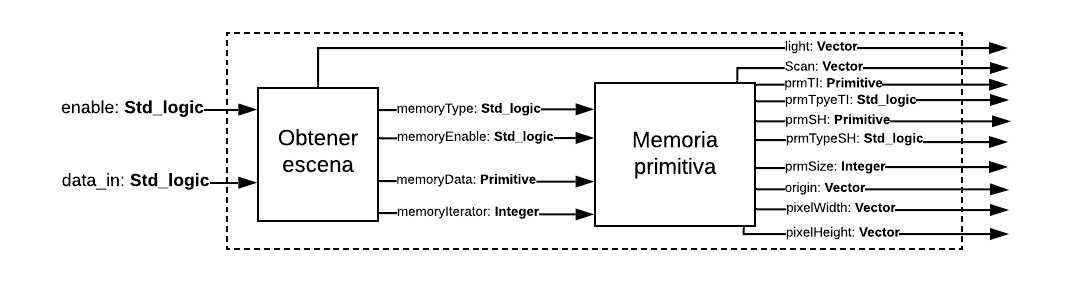 light: Vector
Scan: Vector
prmTI: Primitive
prmTpyeTI: Std_logic
prmSH: Primitive
prmTypeSH: Std_logic
prmSize: Integer
origin: Vector
pixelWidth: Vector
pixelHeight: Vector
enable: Std_logic
data_in: Std_logic
Obtener
escena
memoryType: Std_logic
memoryEnable: Std_logic
memoryData: Primitive
memoryIterator: Integer
Memoria
primitiva